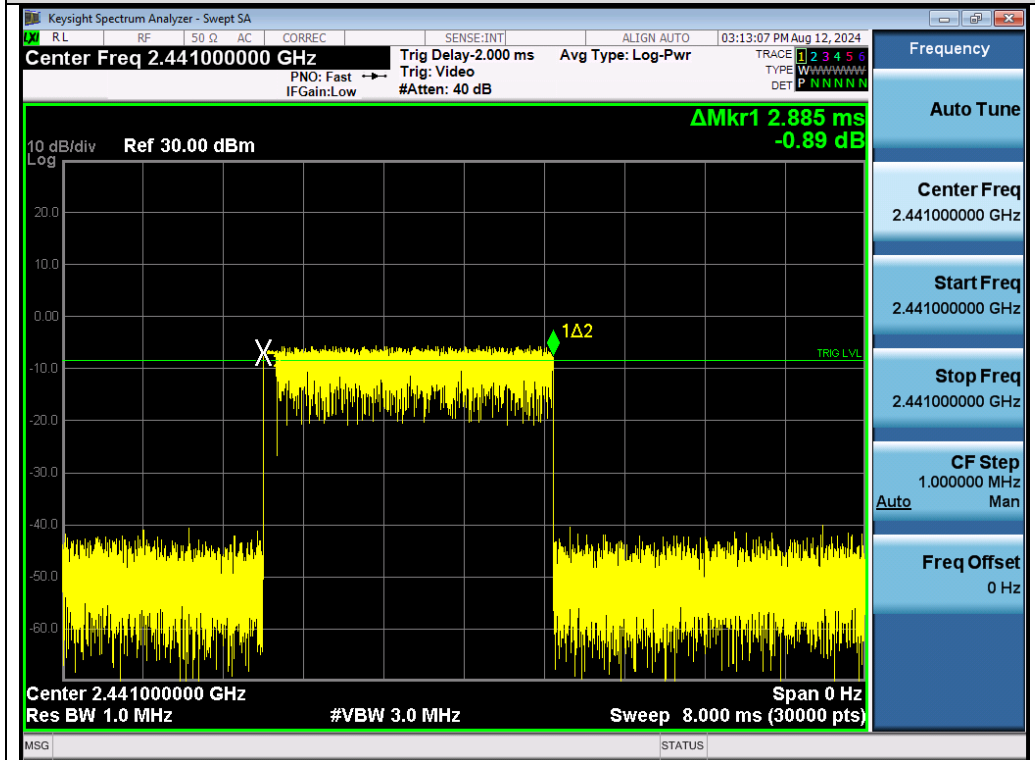 Keysight Spectrum Analyzer - Swept SA
LXI RL RF 50 Ω AC CORREC SENSE:INT ALIGN AUTO 03:13:07 PM Aug 12, 2024
Center Freq 2.441000000 GHz
PNO: Fast
IFGain:Low
Trig Delay-2.000 ms
Trig: Video
#Atten: 40 dB
Avg Type: Log-Pwr
TRACE 1 2 3 4 5 6
TYPE WWWWWW
DET P N N N N N
ΔMkr1 2.885 ms
-0.89 dB
10 dB/div Ref 30.00 dBm
Log
20.0
10.0
0.00
1Δ2
TRIG LVL
-10.0
-20.0
-30.0
-40.0
-50.0
-60.0
Center 2.441000000 GHz Span 0 Hz
Res BW 1.0 MHz #VBW 3.0 MHz Sweep 8.000 ms (30000 pts)
MSG STATUS
Frequency
Auto Tune
Center Freq
2.441000000 GHz
Start Freq
2.441000000 GHz
Stop Freq
2.441000000 GHz
CF Step
1.000000 MHz
Auto Man
Freq Offset
0 Hz